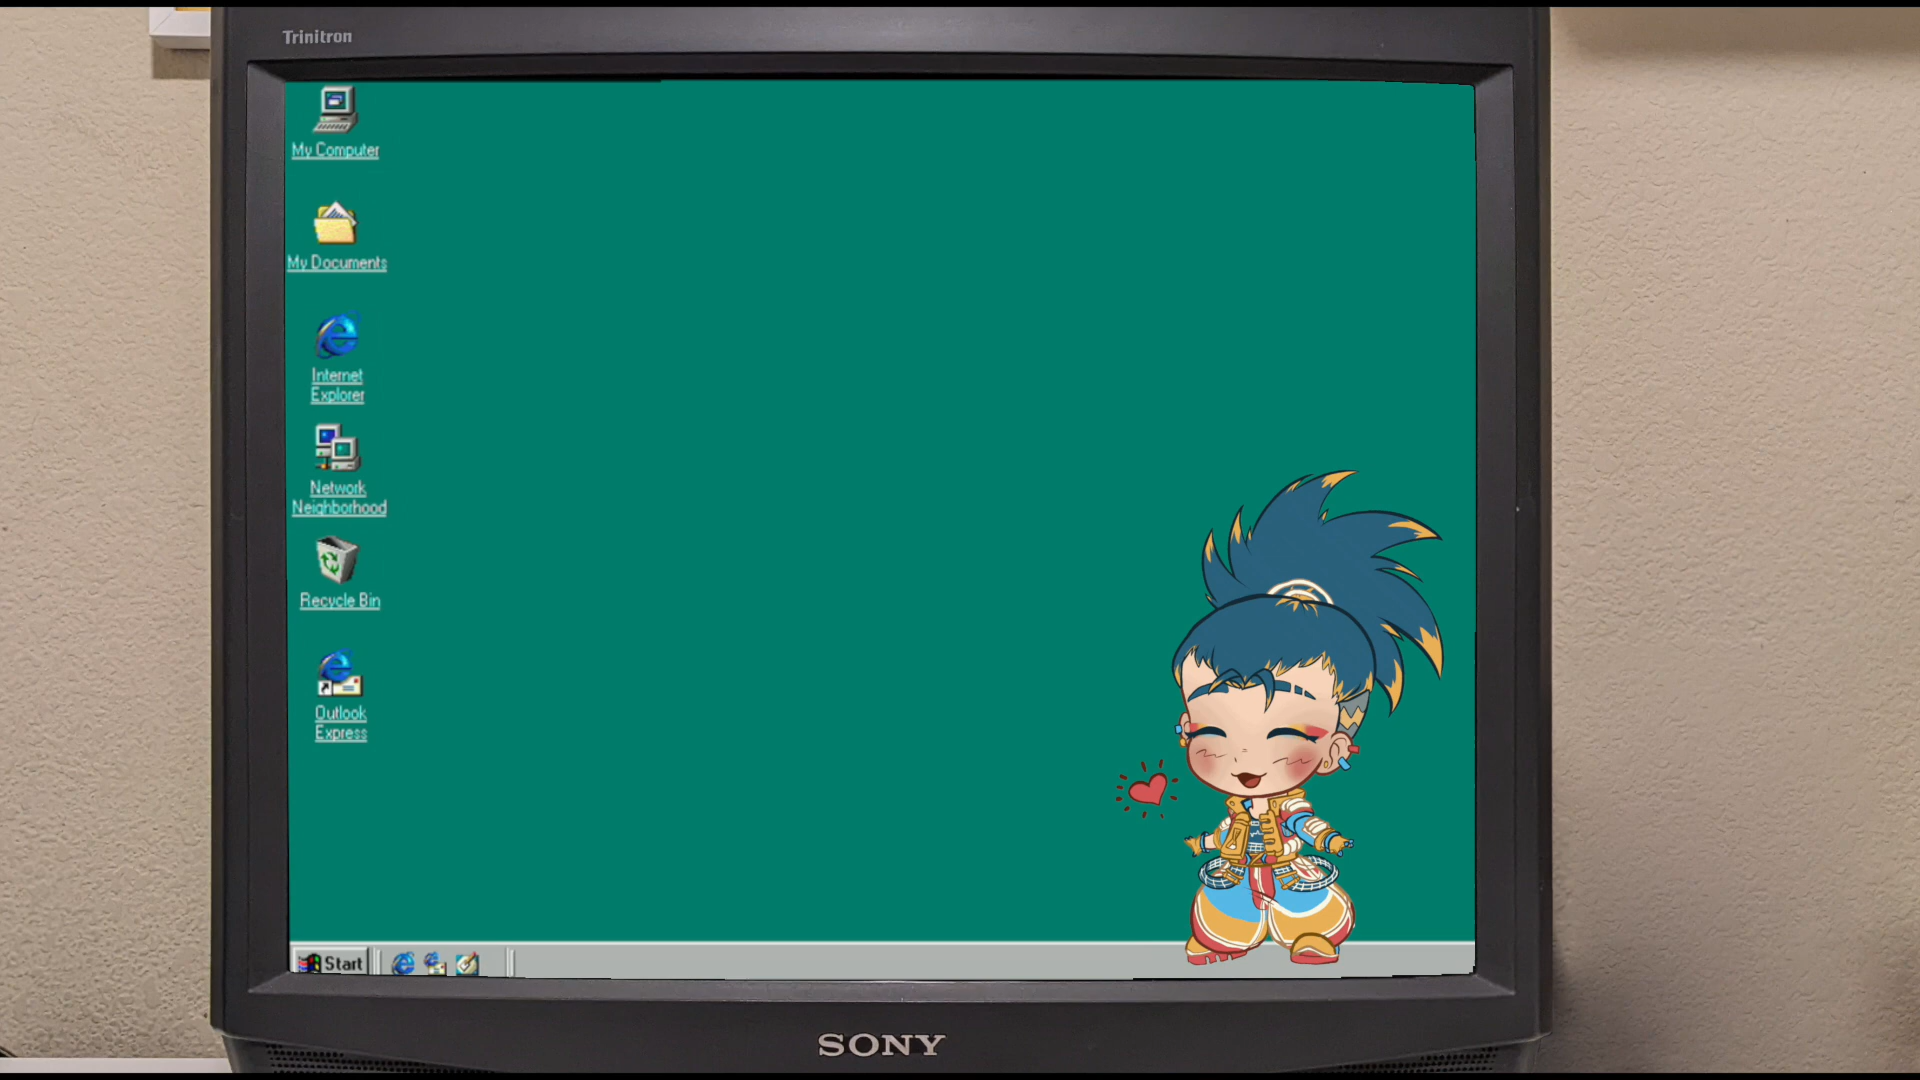 Trinitron
My Computer
My Documents
Internet
Explorer
Network
Neighborhood
Recycle Bin
Outlook
Express
Start
SONY